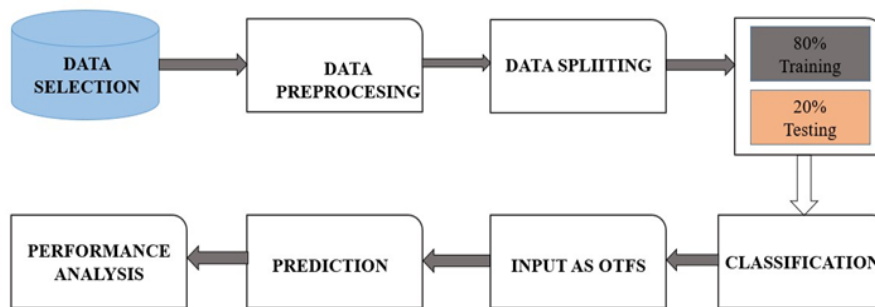 DATA
SELECTION
DATA
PREPROCESING
DATA SPLIITING
80%
Training
20%
Testing
PERFORMANCE
ANALYSIS
PREDICTION
INPUT AS OTFS
CLASSIFICATION